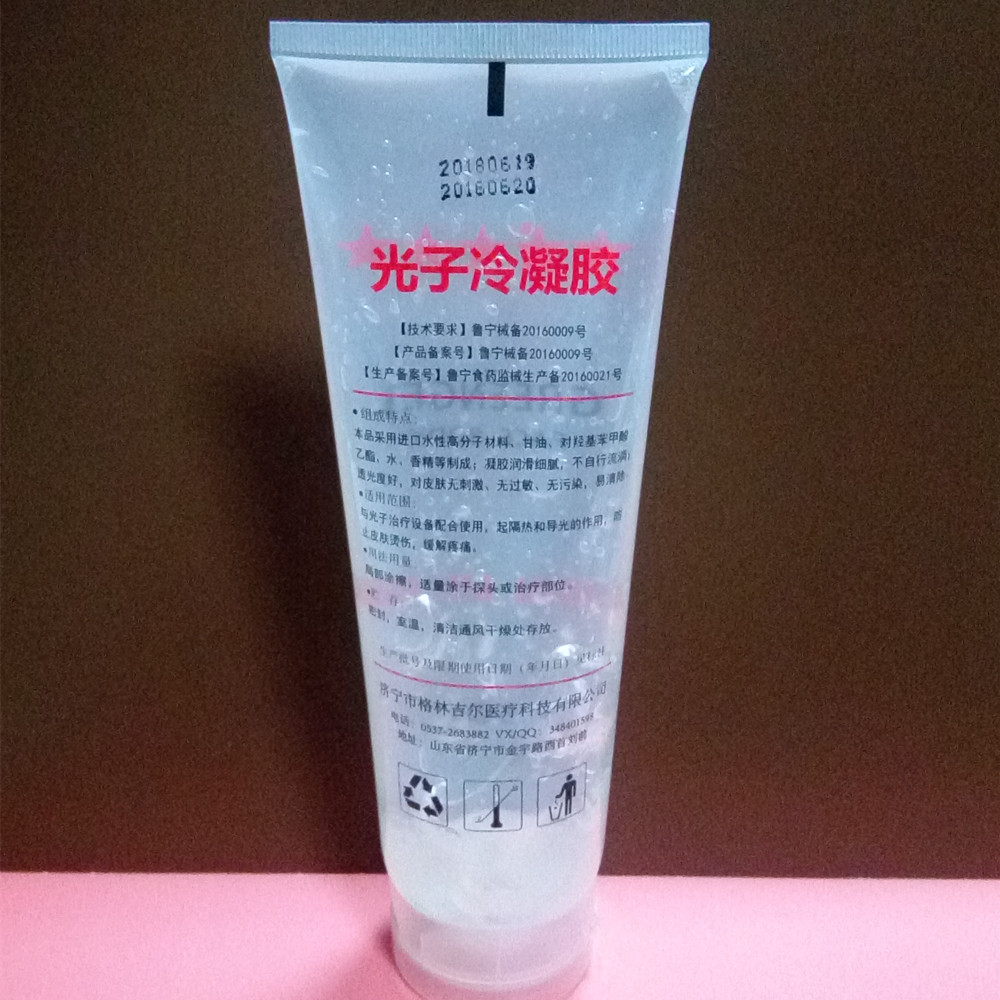 20180619
20160620
光子冷凝胶
【技术要求】鲁宁械备20160009号
【产品备案号】鲁宁械备20160009号
【生产备案号】鲁宁食药监械生产备20160021号
•组成特点：
本品采用进口水性高分子材料、甘油、对羟基苯甲酸
乙酯，水、香精等制成；凝胶润滑细腻，不自行流淌；
透光度好，对皮肤无刺激、无过敏、无污染，易清除
•适用范围：
与光子治疗设备配合使用，起隔热和导光的作用，防
止皮肤烫伤，缓解疼痛。
•用法用量
局部涂擦，适量涂于探头或治疗部位。
•贮 存
密封，室温，清洁通风干燥处存放。
生产批号及限期使用日期（年月日）见
济宁市格林吉尔医疗科技有限公司
电话：0537-2683882 VX/QQ：348401598
地址：山东省济宁市金宇路西首刘前